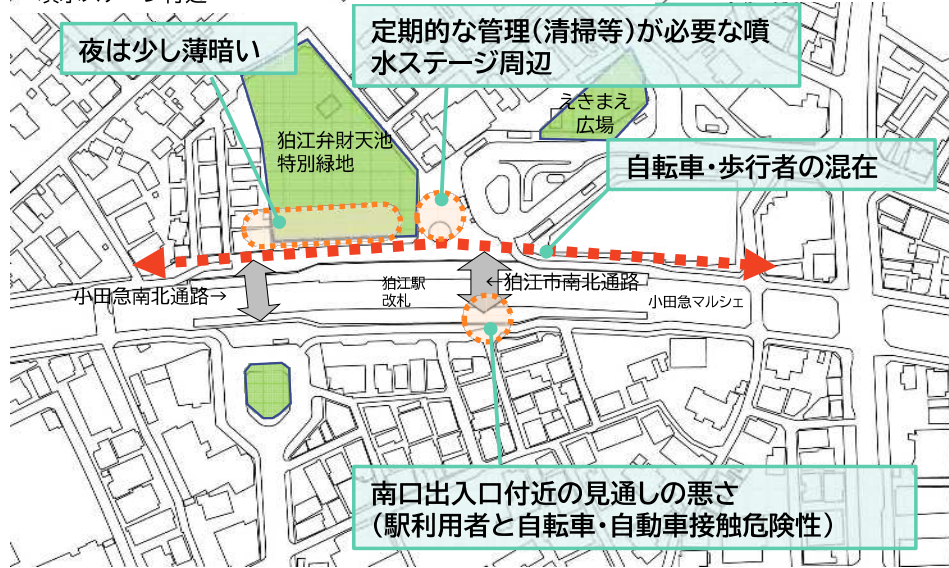 夜は少し薄暗い
定期的な管理(清掃等)が必要な噴
水ステージ周辺
えきまえ
広場
狛江弁財天池
特別緑地
自転車・歩行者の混在
小田急南北通路→
狛江駅
改札
←狛江市南北通路
小田急マルシェ
南口出入口付近の見通しの悪さ
(駅利用者と自転車・自動車接触危険性)